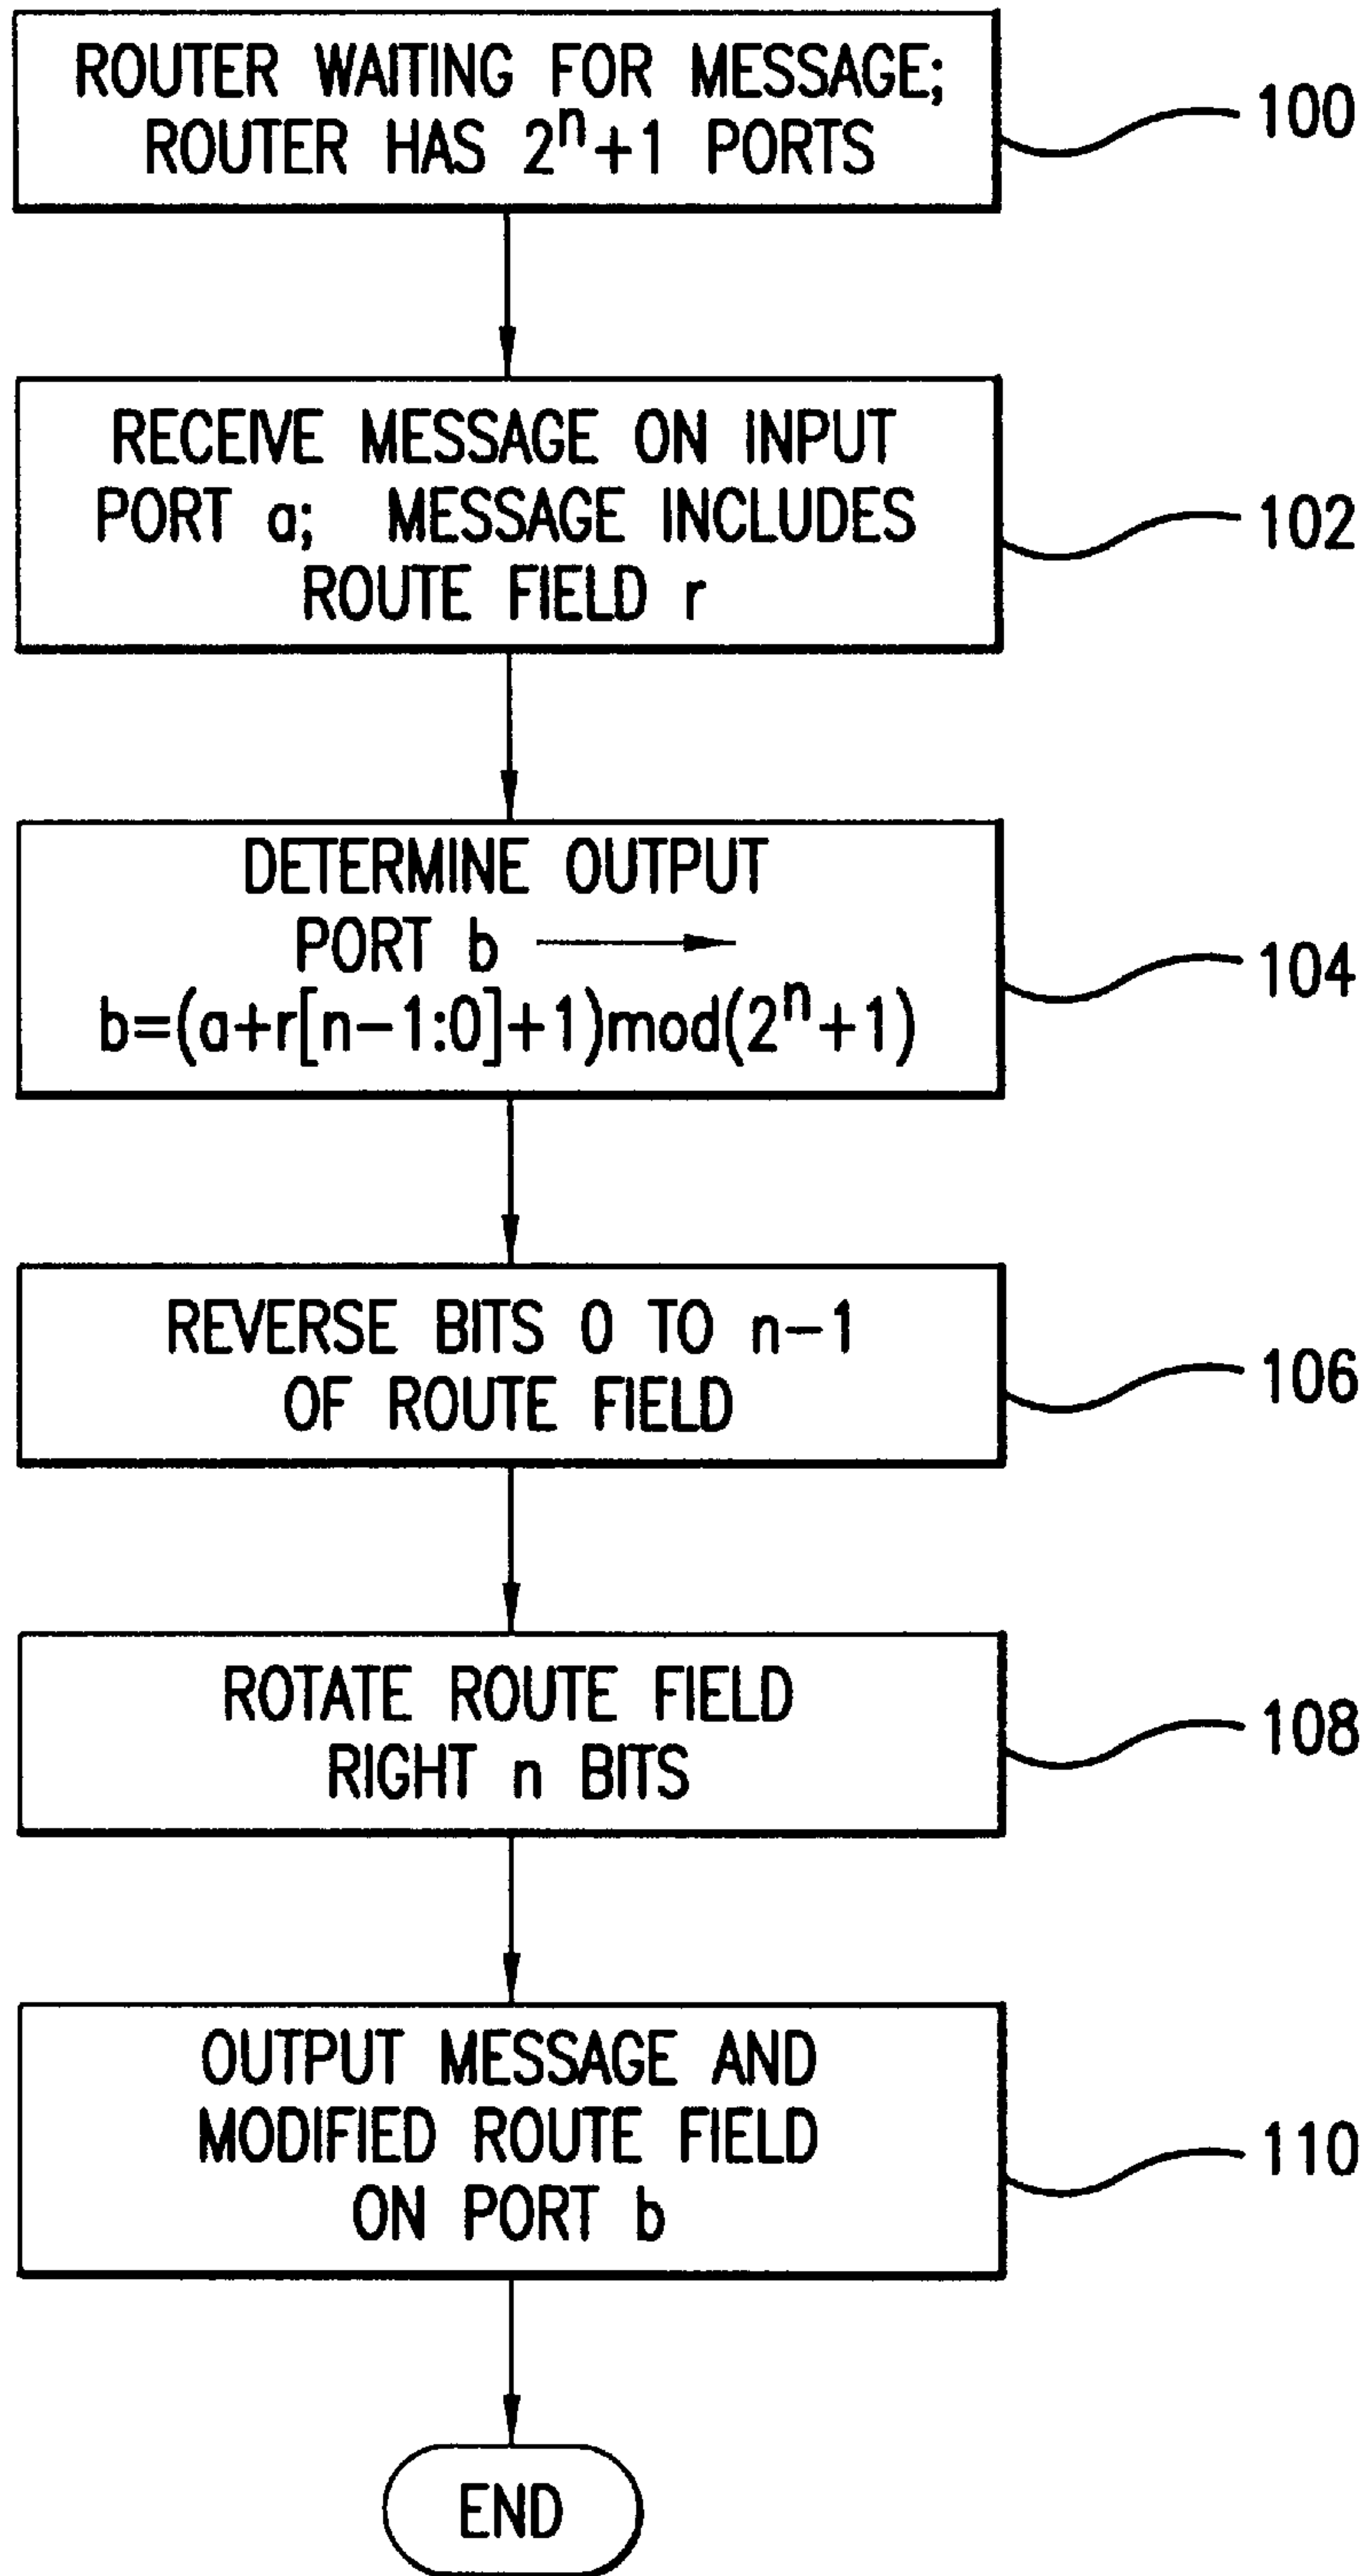 ROUTER WAITING FOR MESSAGE;
ROUTER HAS 2ⁿ+1 PORTS
100
RECEIVE MESSAGE ON INPUT
PORT a; MESSAGE INCLUDES
ROUTE FIELD r
102
DETERMINE OUTPUT
PORT b →
b=(a+r[n-1:0]+1)mod(2ⁿ+1)
104
REVERSE BITS 0 TO n-1
OF ROUTE FIELD
106
ROTATE ROUTE FIELD
RIGHT n BITS
108
OUTPUT MESSAGE AND
MODIFIED ROUTE FIELD
ON PORT b
110
END